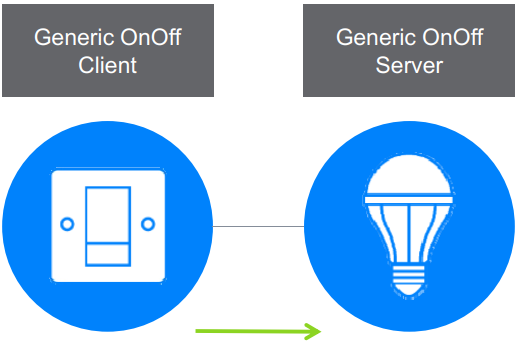 Generic OnOff
Client
Generic OnOff
Server